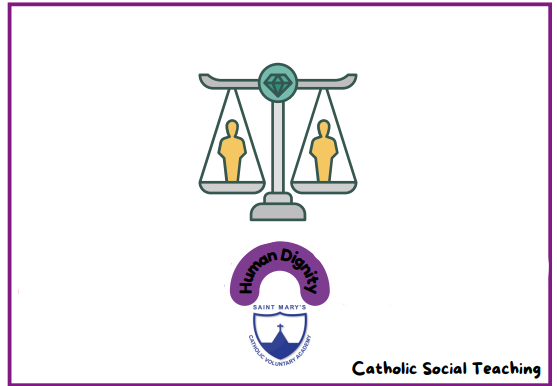 Human Dignity
SAINT MARY'S
CATHOLIC VOLUNTARY ACADEMY
Catholic Social Teaching